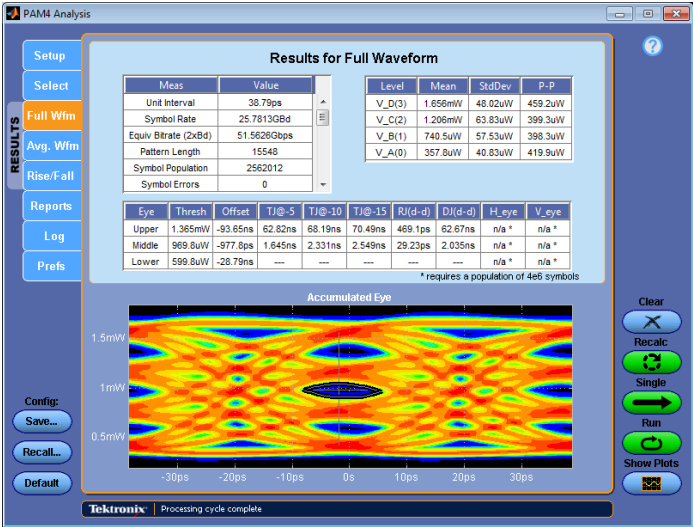 PAM4 Analysis
Setup
Select
Full Wfm
Avg. Wfm
Rise/Fall
Reports
Log
Prefs
RESULTS
Results for Full Waveform
Meas Value
Unit Interval 38.79ps
Symbol Rate 25.7813GBd
Equiv Bitrate (2xBd) 51.5626Gbps
Pattern Length 15548
Symbol Population 2562012
Symbol Errors 0
Level Mean StdDev P-P
V_D(3) 1.656mW 48.02uW 459.2uW
V_C(2) 1.206mW 63.83uW 399.3uW
V_B(1) 740.5uW 57.53uW 398.3uW
V_A(0) 357.8uW 40.83uW 419.9uW
Eye Thresh Offset TJ@-5 TJ@-10 TJ@-15 RJ(d-d) DJ(d-d) H_eye V_eye
Upper 1.365mW -93.65ns 62.82ns 68.19ns 70.49ns 469.1ps 62.67ns n/a * n/a *
Middle 969.8uW -977.8ps 1.645ns 2.331ns 2.549ns 29.23ps 2.035ns n/a * n/a *
Lower 599.8uW -28.79ns --- --- --- --- --- n/a * n/a *
* requires a population of 4e6 symbols
Accumulated Eye
1.5mW
1mW
0.5mW
-30ps -20ps -10ps 0s 10ps 20ps 30ps
Config:
Save...
Recall...
Default
?
Clear
Recalc
Single
Run
Show Plots
Tektronix Processing cycle complete